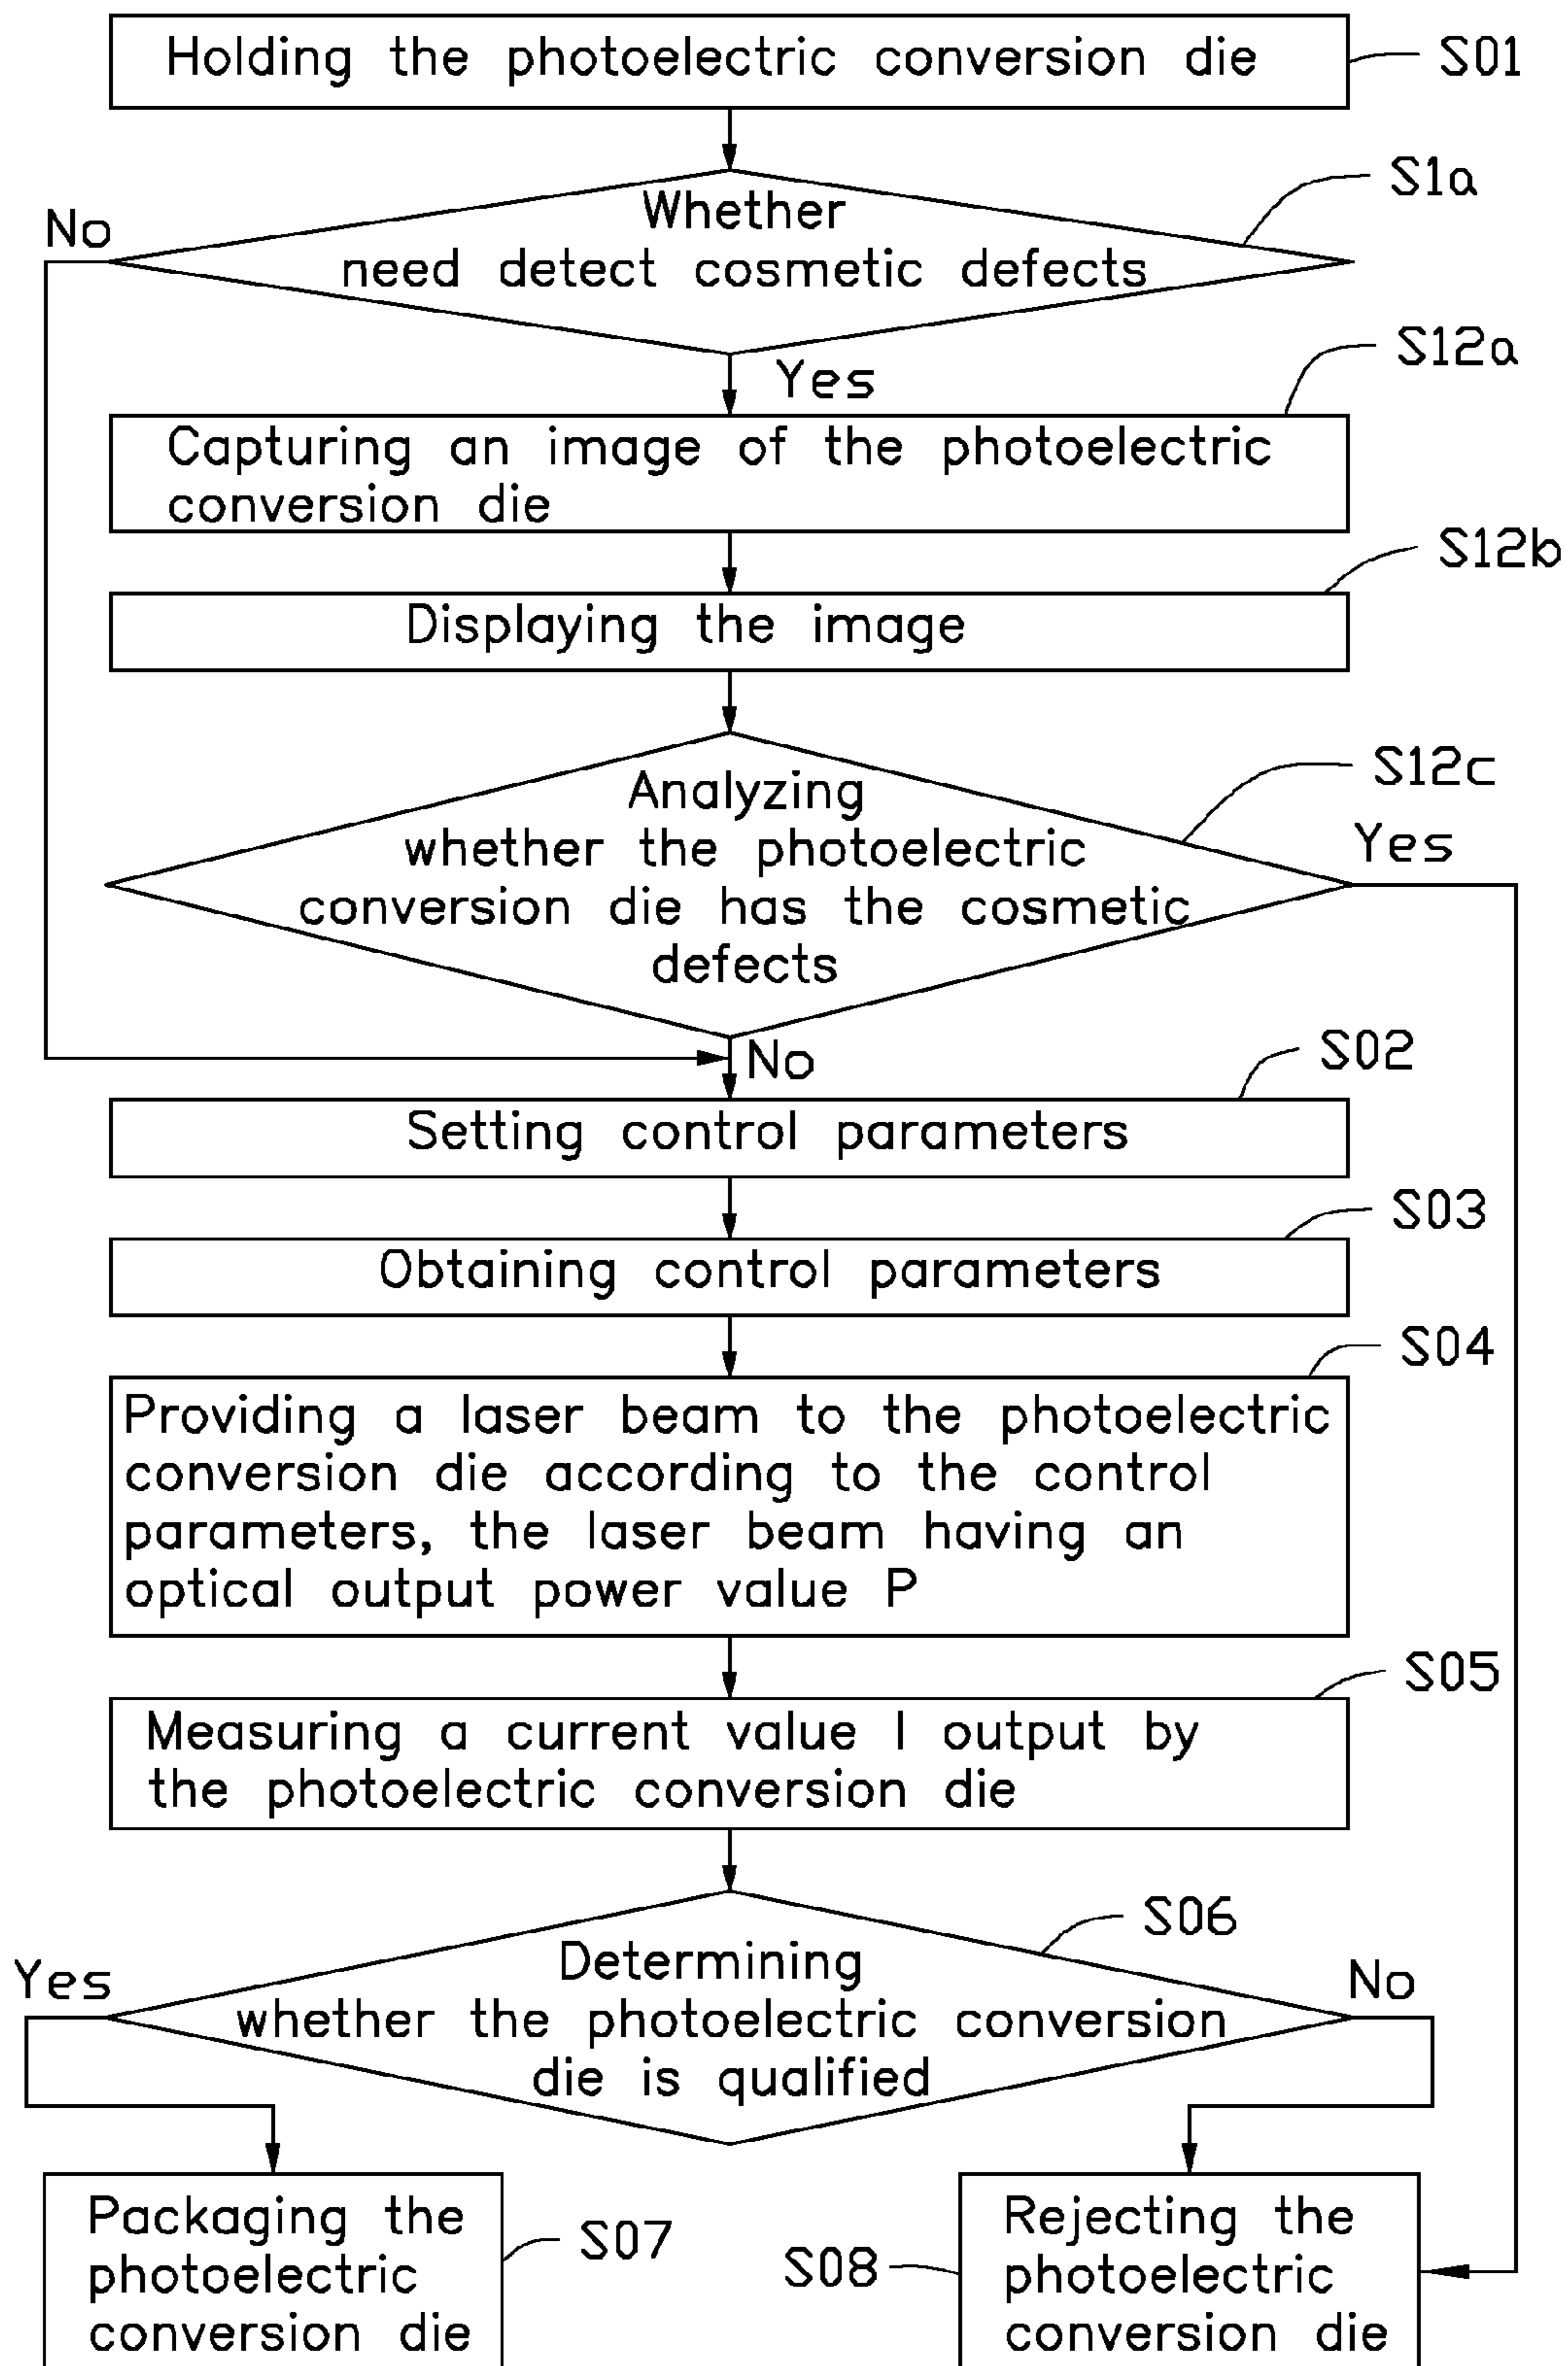 Holding the photoelectric conversion die
S01
S1a
Whether
need detect cosmetic defects
No
Yes
S12a
Capturing an image of the photoelectric
conversion die
S12b
Displaying the image
S12c
Analyzing
whether the photoelectric
conversion die has the cosmetic
defects
Yes
No
S02
Setting control parameters
S03
Obtaining control parameters
S04
Providing a laser beam to the photoelectric
conversion die according to the control
parameters, the laser beam having an
optical output power value P
S05
Measuring a current value I output by
the photoelectric conversion die
S06
Determining
whether the photoelectric conversion
die is qualified
Yes
No
Packaging the
photoelectric
conversion die
S07
S08
Rejecting the
photoelectric
conversion die